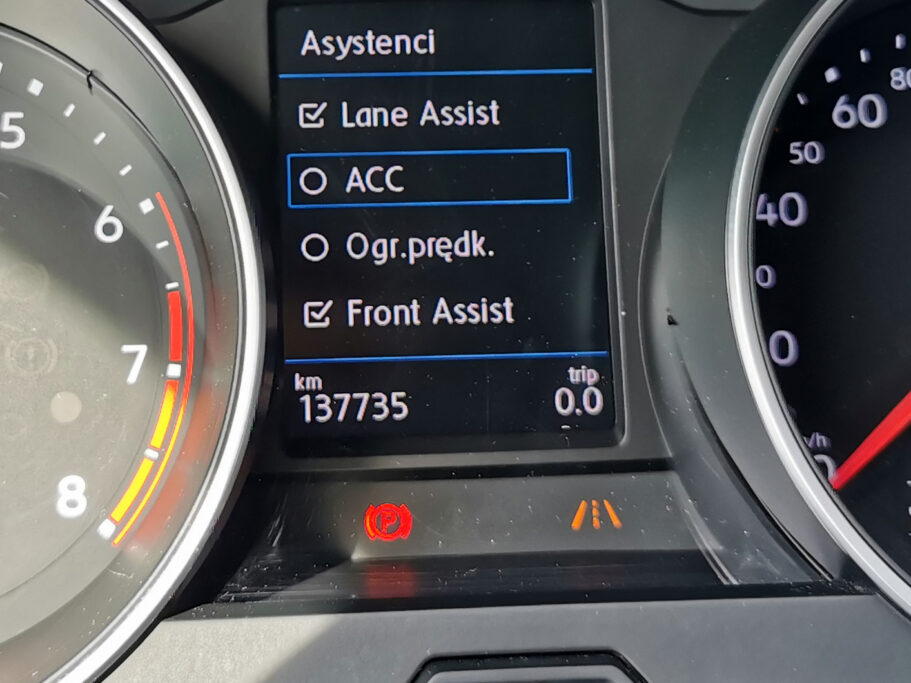 Asystenci
Lane Assist
ACC
Ogr.prędk.
Front Assist
km
trip
137735
0.0
5
6
7
8
80
60
50
40
P